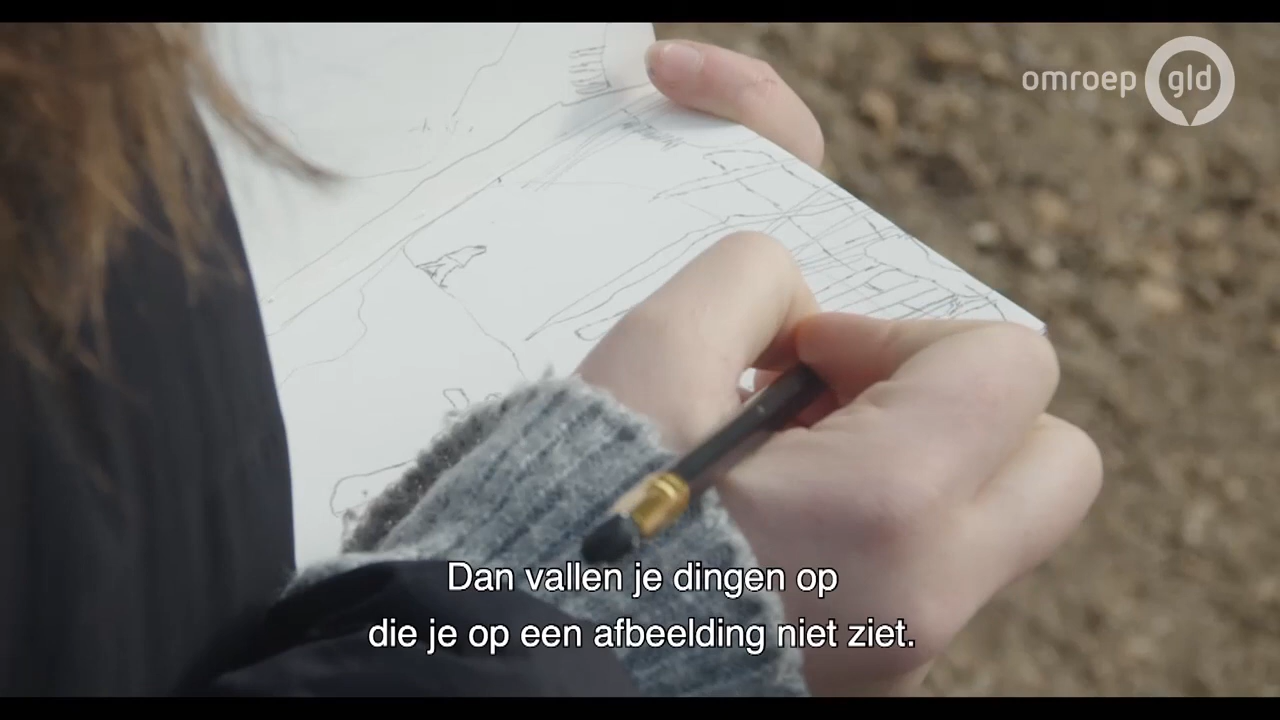 omroep gld
Dan vallen je dingen op
die je op een afbeelding niet ziet.